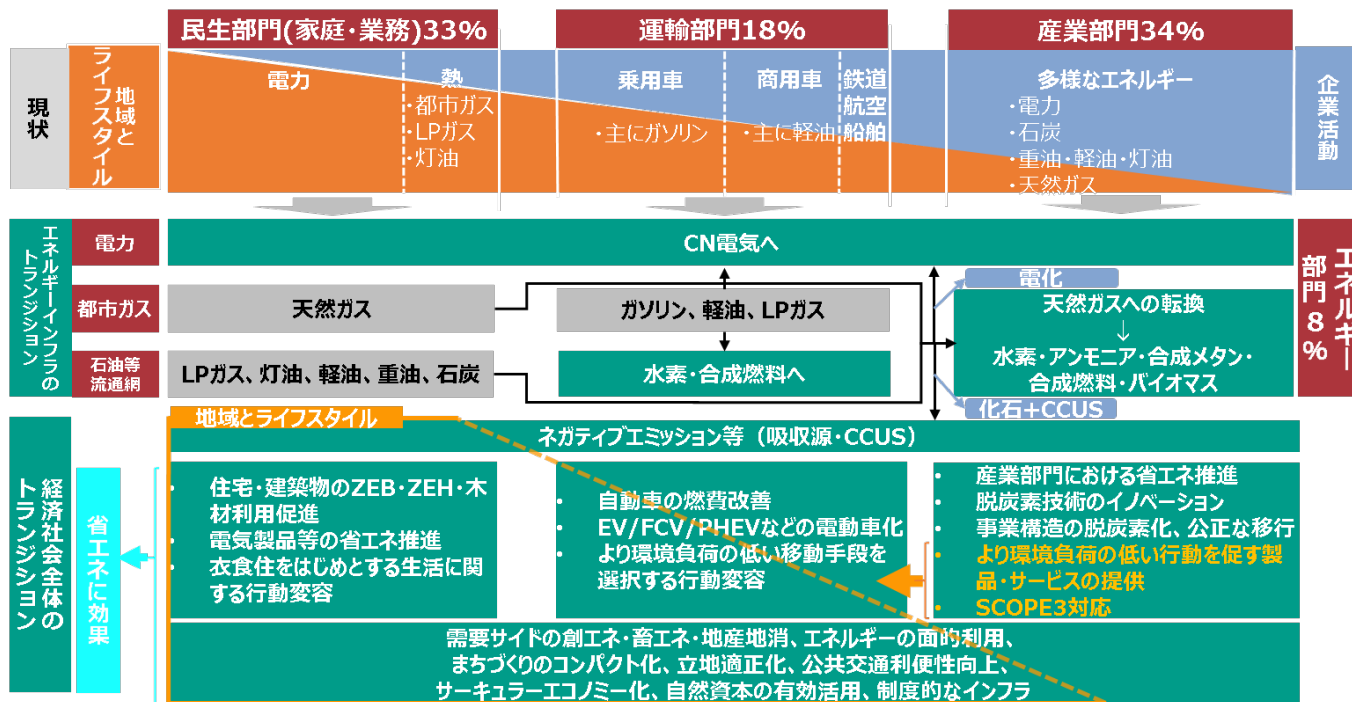 民生部門(家庭・業務)33%
運輸部門18%
産業部門34%
現状
地域と
ライフスタイル
電力
熱
・都市ガス
・LPガス
・灯油
乗用車
・主にガソリン
商用車
・主に軽油
鉄道
航空
船舶
多様なエネルギー
・電力
・石炭
・重油・軽油・灯油
・天然ガス
企業活動
エネルギーインフラの
トランジション
電力
CN電気へ
都市ガス
天然ガス
ガソリン、軽油、LPガス
電化
天然ガスへの転換
↓
水素・アンモニア・合成メタン・
合成燃料・バイオマス
石油等
流通網
LPガス、灯油、軽油、重油、石炭
水素・合成燃料へ
化石+CCUS
エネルギー
部門8%
経済社会全体の
トランジション
省エネに効果
地域とライフスタイル
ネガティブエミッション等（吸収源・CCUS）
• 住宅・建築物のZEB・ZEH・木
材利用促進
• 電気製品等の省エネ推進
• 衣食住をはじめとする生活に関
する行動変容
• 自動車の燃費改善
• EV/FCV/PHEVなどの電動車化
• より環境負荷の低い移動手段を
選択する行動変容
• 産業部門における省エネ推進
• 脱炭素技術のイノベーション
• 事業構造の脱炭素化、公正な移行
• より環境負荷の低い行動を促す製
品・サービスの提供
• SCOPE3対応
需要サイドの創エネ・畜エネ・地産地消、エネルギーの面的利用、
まちづくりのコンパクト化、立地適正化、公共交通利便性向上、
サーキュラーエコノミー化、自然資本の有効活用、制度的なインフラ